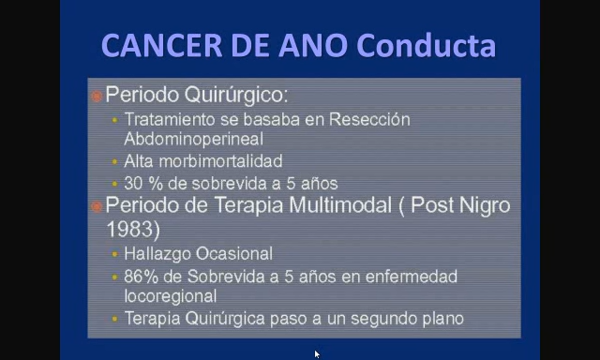 CANCER DE ANO Conducta
Periodo Quirúrgico:
Tratamiento se basaba en Resección
Abdominoperineal
Alta morbimortalidad
30 % de sobrevida a 5 años
Periodo de Terapia Multimodal ( Post Nigro
1983)
Hallazgo Ocasional
86% de Sobrevida a 5 años en enfermedad
locoregional
Terapia Quirúrgica paso a un segundo plano